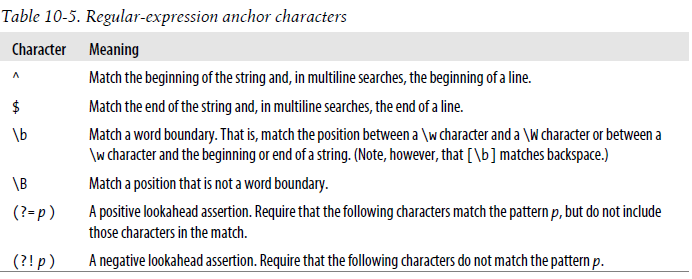 Table 10-5. Regular-expression anchor characters
Character Meaning
^ Match the beginning of the string and, in multiline searches, the beginning of a line.
$ Match the end of the string and, in multiline searches, the end of a line.
\b Match a word boundary. That is, match the position between a \w character and a \W character or between a
\w character and the beginning or end of a string. (Note, however, that [\b] matches backspace.)
\B Match a position that is not a word boundary.
(?=p) A positive lookahead assertion. Require that the following characters match the pattern p, but do not include
those characters in the match.
(?!p) A negative lookahead assertion. Require that the following characters do not match the pattern p.